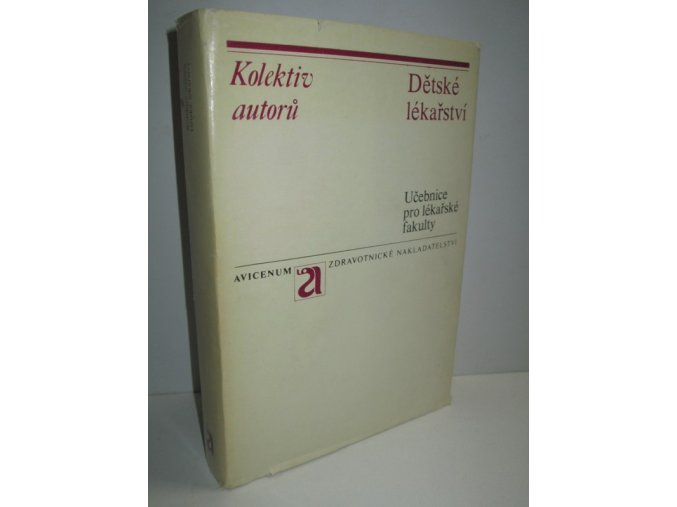 Kolektiv
autorů
Dětské
lékařství
Učebnice
pro lékařské
fakulty
AVICENUM a ZDRAVOTNICKÉ NAKLADATELSTVÍ
a